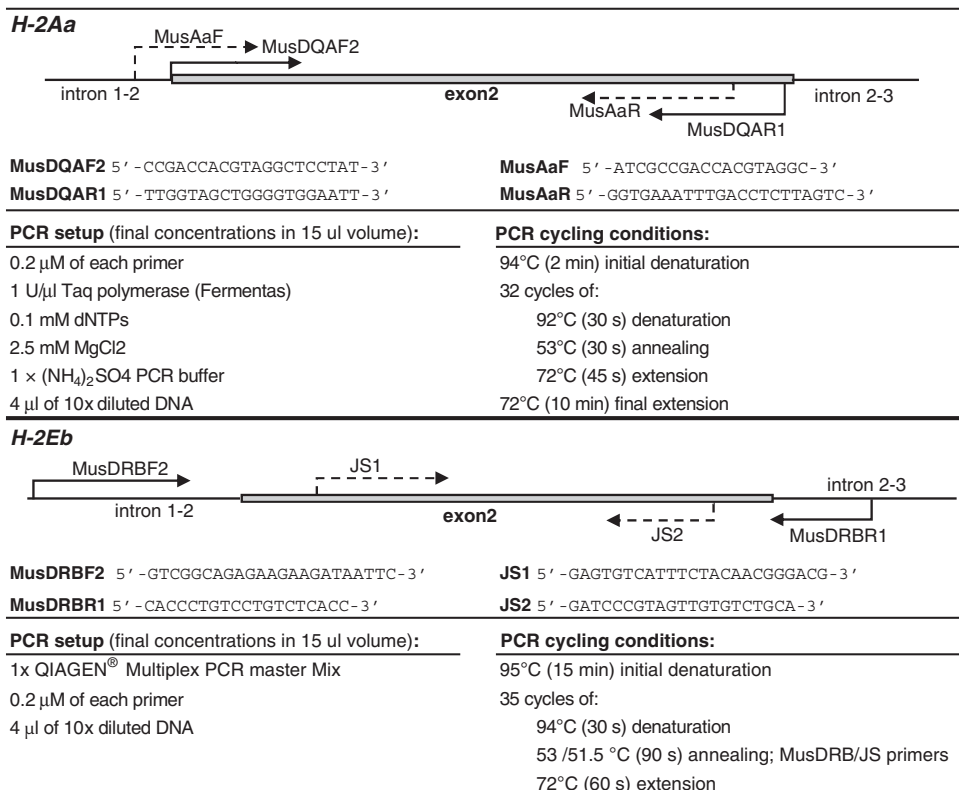 H-2Aa
MusAaF
MusDQAF2
intron 1-2
exon2
intron 2-3
MusAaR
MusDQAR1
MusDQAF2 5'-CCGACCACGTAGGCTCCTAT-3'
MusAaF 5'-ATCGCCGACCACGTAGGC-3'
MusDQAR1 5'-TTGGTAGCTGGGGTGGAATT-3'
MusAaR 5'-GGTGAAATTTGACCTCTTAGTC-3'
PCR setup (final concentrations in 15 ul volume):
0.2 µM of each primer
1 U/µl Taq polymerase (Fermentas)
0.1 mM dNTPs
2.5 mM MgCl2
1 × (NH₄)₂SO4 PCR buffer
4 µl of 10x diluted DNA
PCR cycling conditions:
94°C (2 min) initial denaturation
32 cycles of:
92°C (30 s) denaturation
53°C (30 s) annealing
72°C (45 s) extension
72°C (10 min) final extension
H-2Eb
MusDRBF2
JS1
intron 2-3
intron 1-2
exon2
JS2
MusDRBR1
MusDRBF2 5'-GTCGGCAGAGAAGAAGATAATTC-3'
JS1 5'-GAGTGTCATTTCTACAACGGGACG-3'
MusDRBR1 5'-CACCCTGTCCTGTCTCACC-3'
JS2 5'-GATCCCGTAGTTGTGTCTGCA-3'
PCR setup (final concentrations in 15 ul volume):
1x QIAGEN® Multiplex PCR master Mix
0.2 µM of each primer
4 µl of 10x diluted DNA
PCR cycling conditions:
95°C (15 min) initial denaturation
35 cycles of:
94°C (30 s) denaturation
53 /51.5 °C (90 s) annealing; MusDRB/JS primers
72°C (60 s) extension